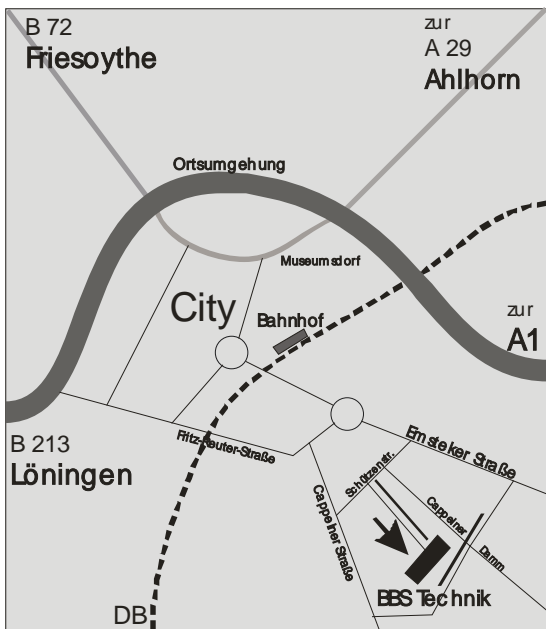 B 72
Friesoythe
zur
A 29
Ahlhorn
Ortsumgehung
Museumsdorf
City
Bahnhof
zur
A1
B 213
Löningen
Fritz-Reuter-Straße
Emsteker Straße
Schützenstr.
Cappelner Straße
Cappelner
Damm
BBS Technik
DB